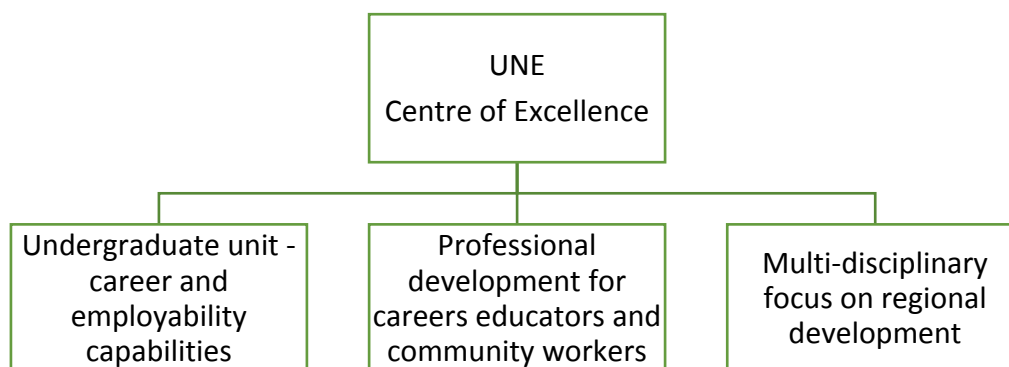 UNE
Centre of Excellence
Undergraduate unit -
career and
employability
capabilities
Professional
development for
careers educators and
community workers
Multi-disciplinary
focus on regional
development